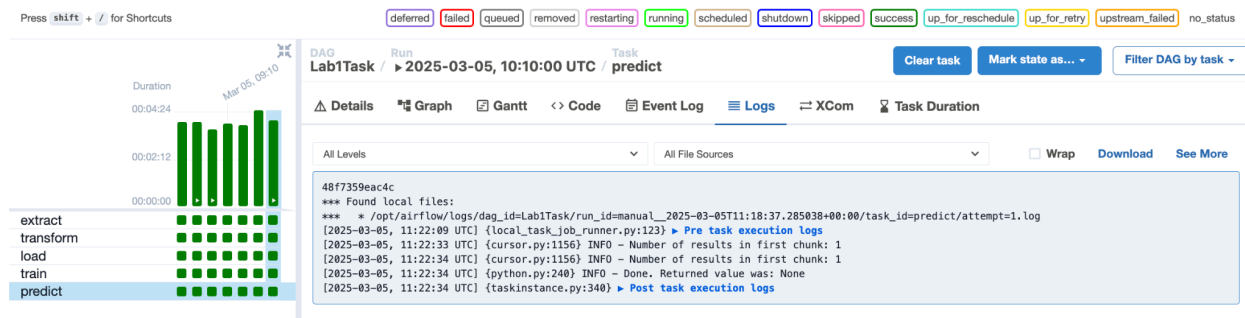 Press shift + / for Shortcuts
deferred failed queued removed restarting running scheduled shutdown skipped success up_for_reschedule up_for_retry upstream_failed no_status
DAG Run Task
Lab1Task / 2025-03-05, 10:10:00 UTC / predict
Clear task Mark state as... Filter DAG by task
Mar 05, 09:10
Duration
00:04:24
00:02:12
00:00:00
extract
transform
load
train
predict
Details Graph Gantt Code Event Log Logs XCom Task Duration
All Levels All File Sources Wrap Download See More
48f7359eac4c
*** Found local files:
***   * /opt/airflow/logs/dag_id=Lab1Task/run_id=manual__2025-03-05T11:18:37.285038+00:00/task_id=predict/attempt=1.log
[2025-03-05, 11:22:09 UTC] {local_task_job_runner.py:123} ▶ Pre task execution logs
[2025-03-05, 11:22:33 UTC] {cursor.py:1156} INFO - Number of results in first chunk: 1
[2025-03-05, 11:22:34 UTC] {cursor.py:1156} INFO - Number of results in first chunk: 1
[2025-03-05, 11:22:34 UTC] {python.py:240} INFO - Done. Returned value was: None
[2025-03-05, 11:22:34 UTC] {taskinstance.py:340} ▶ Post task execution logs